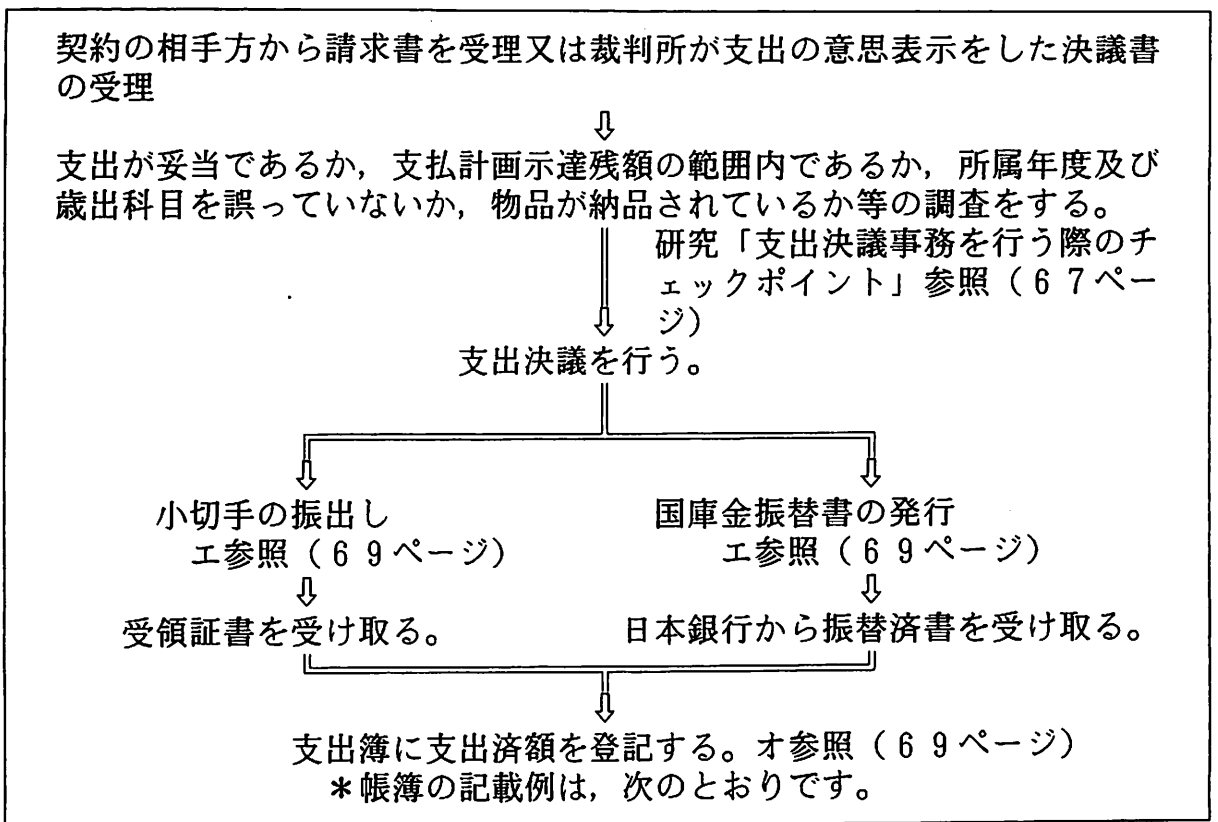 契約の相手方から請求書を受理又は裁判所が支出の意思表示をした決議書
の受理
⇩
支出が妥当であるか，支払計画示達残額の範囲内であるか，所属年度及び
歳出科目を誤っていないか，物品が納品されているか等の調査をする。
研究「支出決議事務を行う際のチ
ェックポイント」参照（６７ペー
ジ）
支出決議を行う。
小切手の振出し
エ参照（６９ページ）
⇩
受領証書を受け取る。
国庫金振替書の発行
エ参照（６９ページ）
⇩
日本銀行から振替済書を受け取る。
支出簿に支出済額を登記する。オ参照（６９ページ）
＊帳簿の記載例は，次のとおりです。